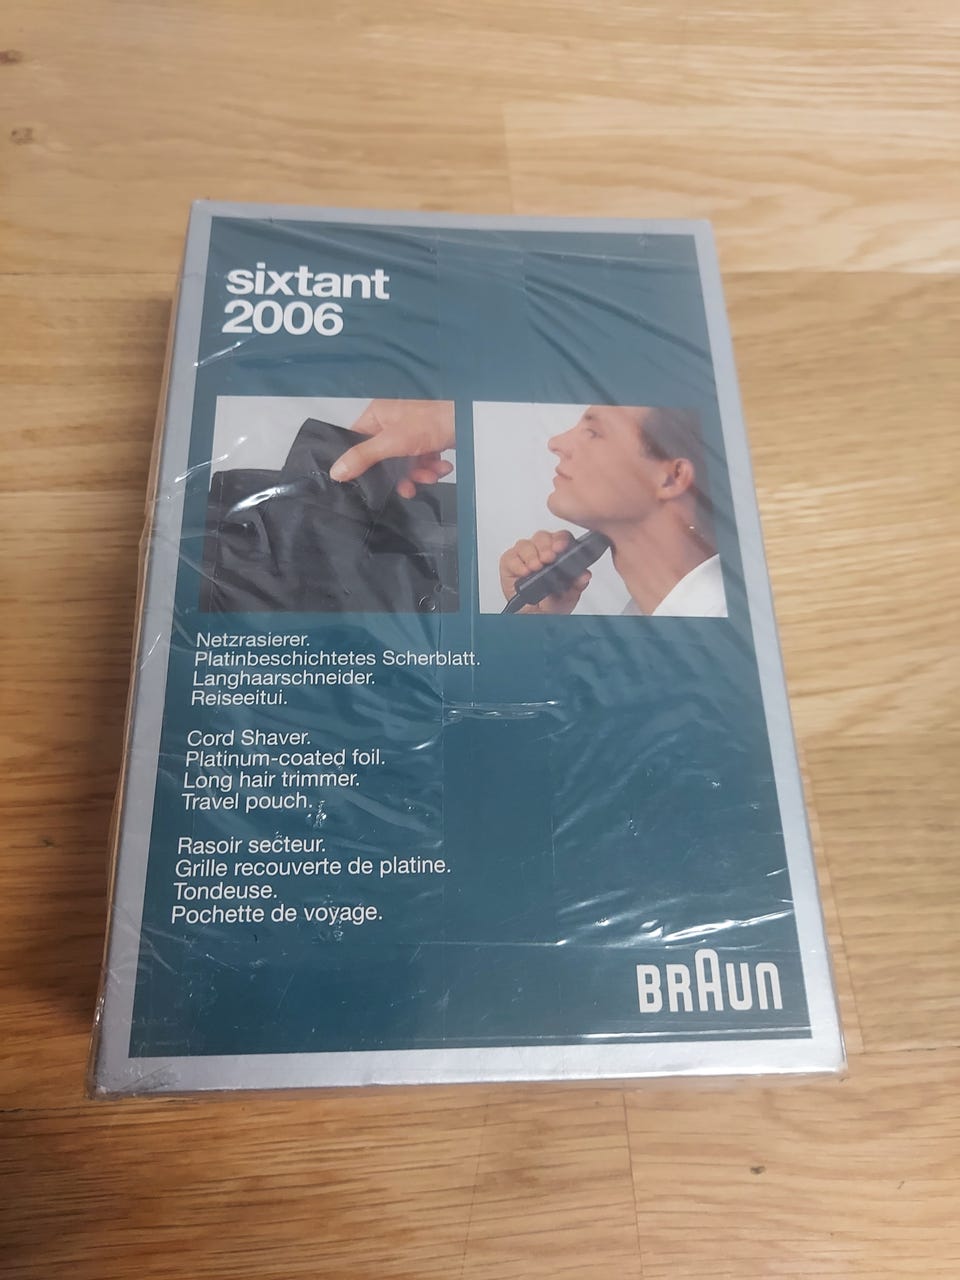 sixtant
2006
Netzrasierer.
Platinbeschichtetes Scherblatt.
Langhaarschneider.
Reiseeitui.
Cord Shaver.
Platinum-coated foil.
Long hair trimmer.
Travel pouch.
Rasoir secteur.
Grille recouverte de platine.
Tondeuse.
Pochette de voyage.
BRAUN